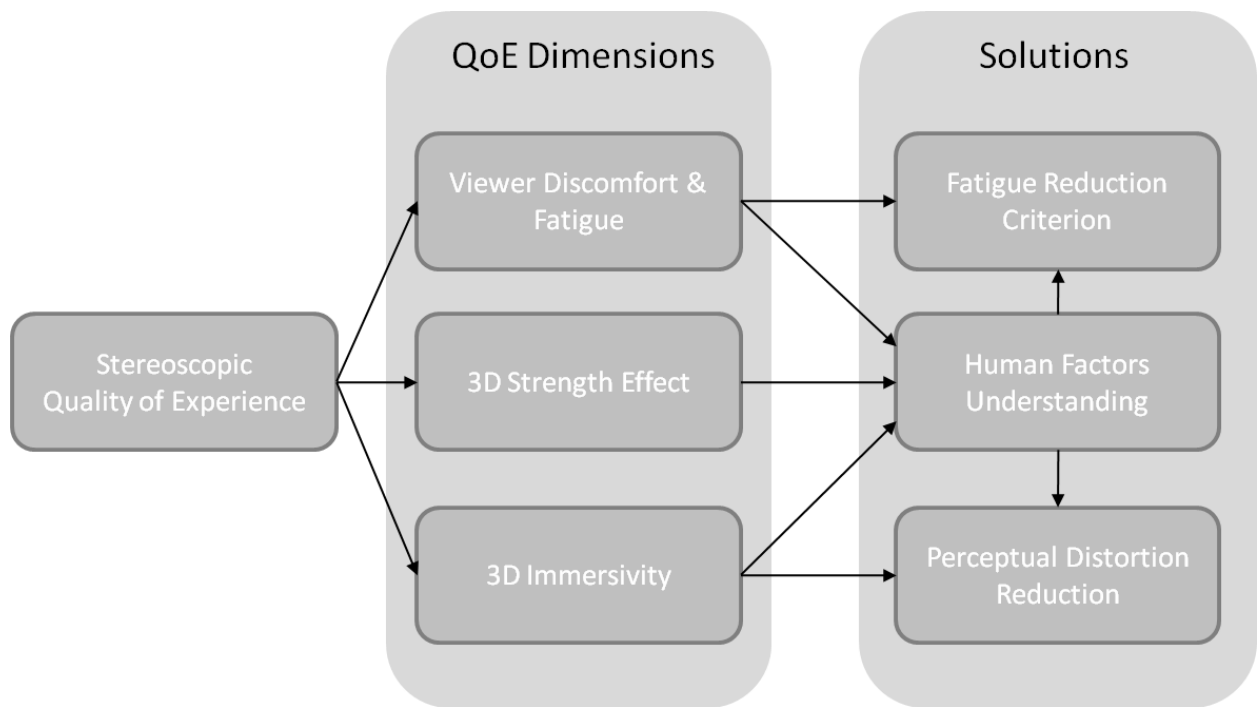 QoE Dimensions
Solutions
Stereoscopic
Quality of Experience
Viewer Discomfort &
Fatigue
3D Strength Effect
3D Immersivity
Fatigue Reduction
Criterion
Human Factors
Understanding
Perceptual Distortion
Reduction